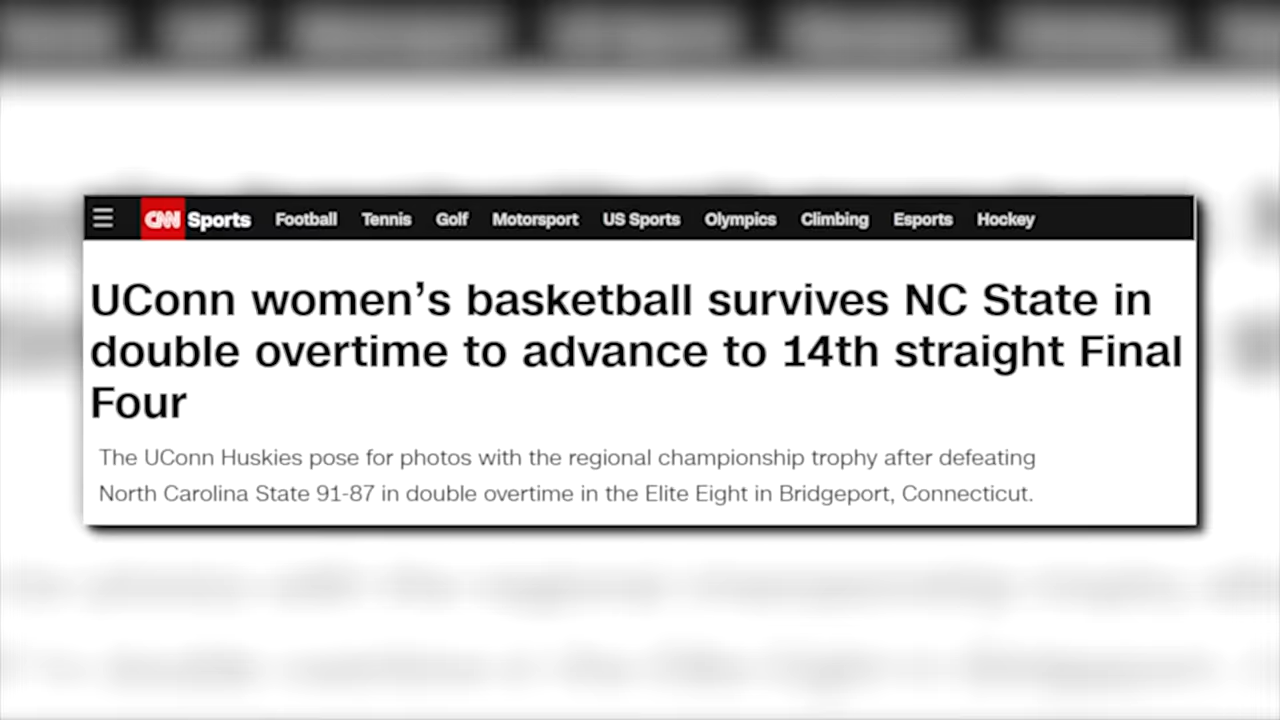 CNN Sports Football Tennis Golf Motorsport US Sports Olympics Climbing Esports Hockey
UConn women’s basketball survives NC State in
double overtime to advance to 14th straight Final
Four
The UConn Huskies pose for photos with the regional championship trophy after defeating
North Carolina State 91-87 in double overtime in the Elite Eight in Bridgeport, Connecticut.